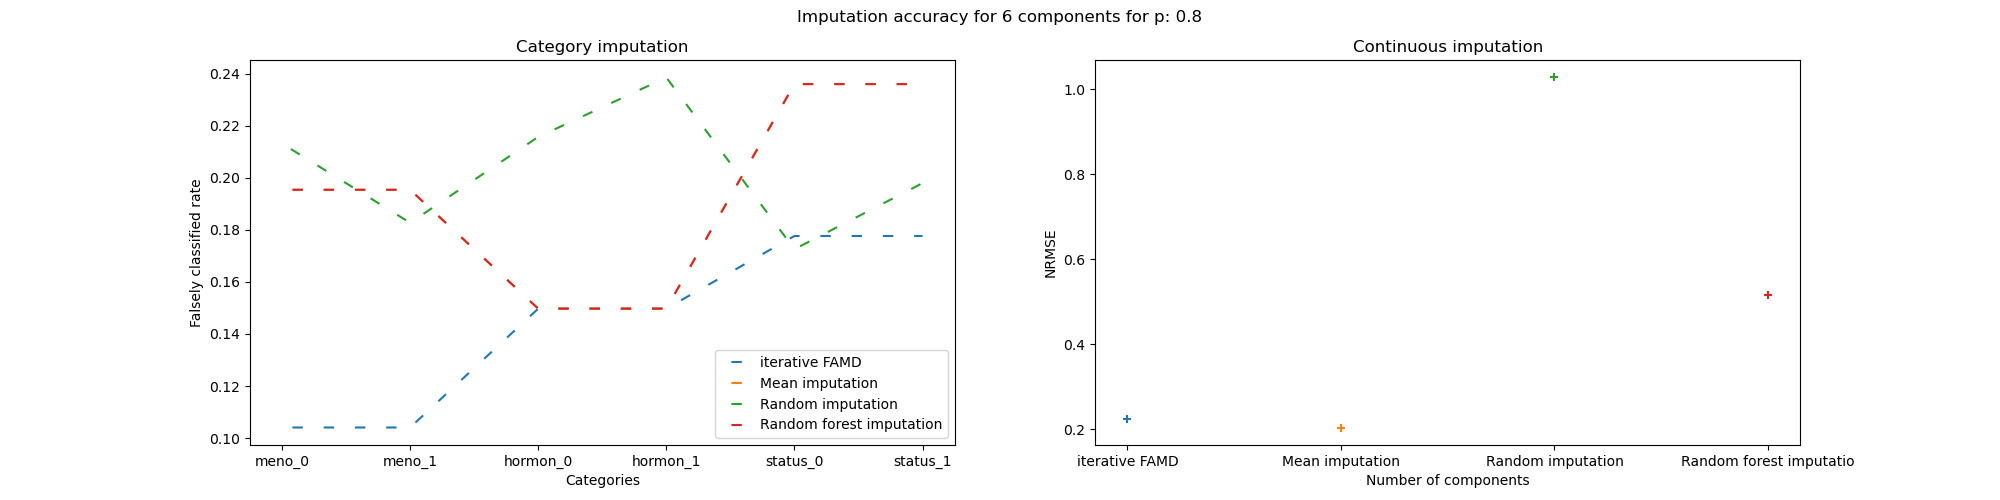 Imputation accuracy for 6 components for p: 0.8
Category imputation
Falsely classified rate
0.24
0.22
0.20
0.18
0.16
0.14
0.12
0.10
iterative FAMD
Mean imputation
Random imputation
Random forest imputation
meno_0 meno_1 hormon_0 hormon_1 status_0 status_1
Categories
Continuous imputation
NRMSE
1.0
0.8
0.6
0.4
0.2
iterative FAMD Mean imputation Random imputation Random forest imputatio
Number of components